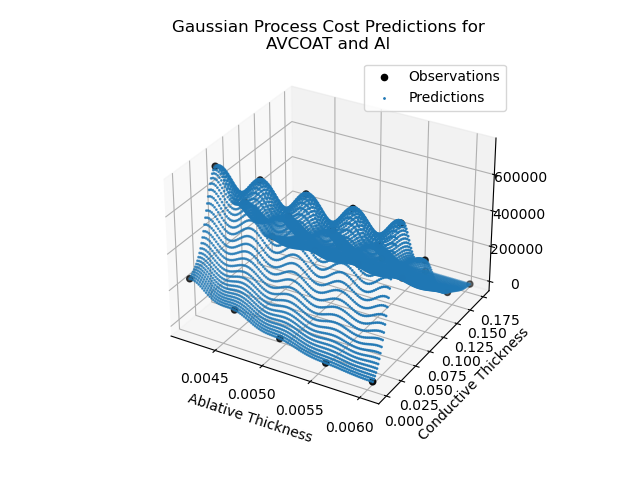 Gaussian Process Cost Predictions for
AVCOAT and Al
Observations
Predictions
600000
400000
200000
0
0.175
0.150
0.125
0.100
0.075
0.050
0.025
0.000
Conductive Thickness
0.0045
0.0050
0.0055
0.0060
Ablative Thickness